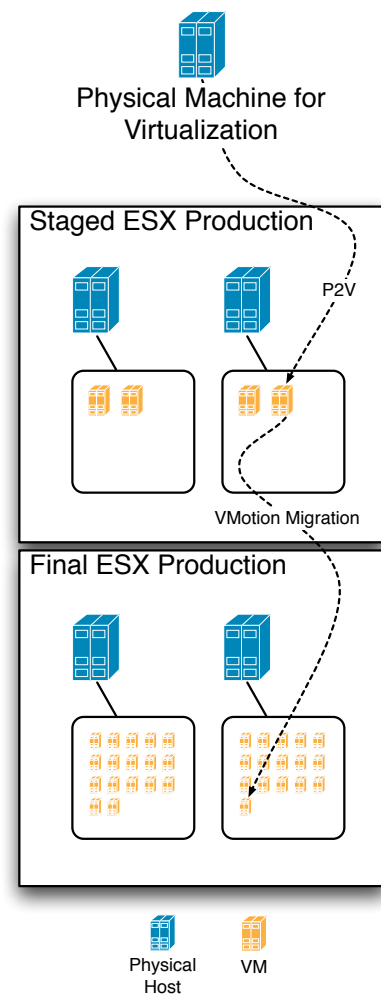 Physical Machine for
Virtualization
Staged ESX Production
P2V
VMotion Migration
Final ESX Production
Physical
Host
VM